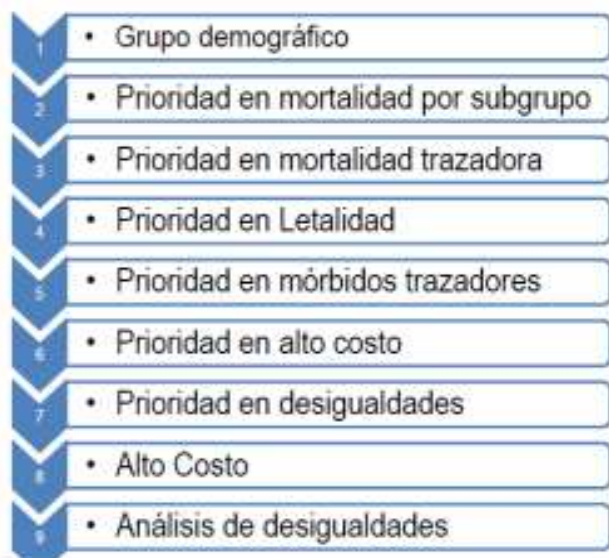 1 • Grupo demográfico
2 • Prioridad en mortalidad por subgrupo
3 • Prioridad en mortalidad trazadora
4 • Prioridad en Letalidad
5 • Prioridad en mórbidos trazadores
6 • Prioridad en alto costo
7 • Prioridad en desigualdades
8 • Alto Costo
9 • Análisis de desigualdades